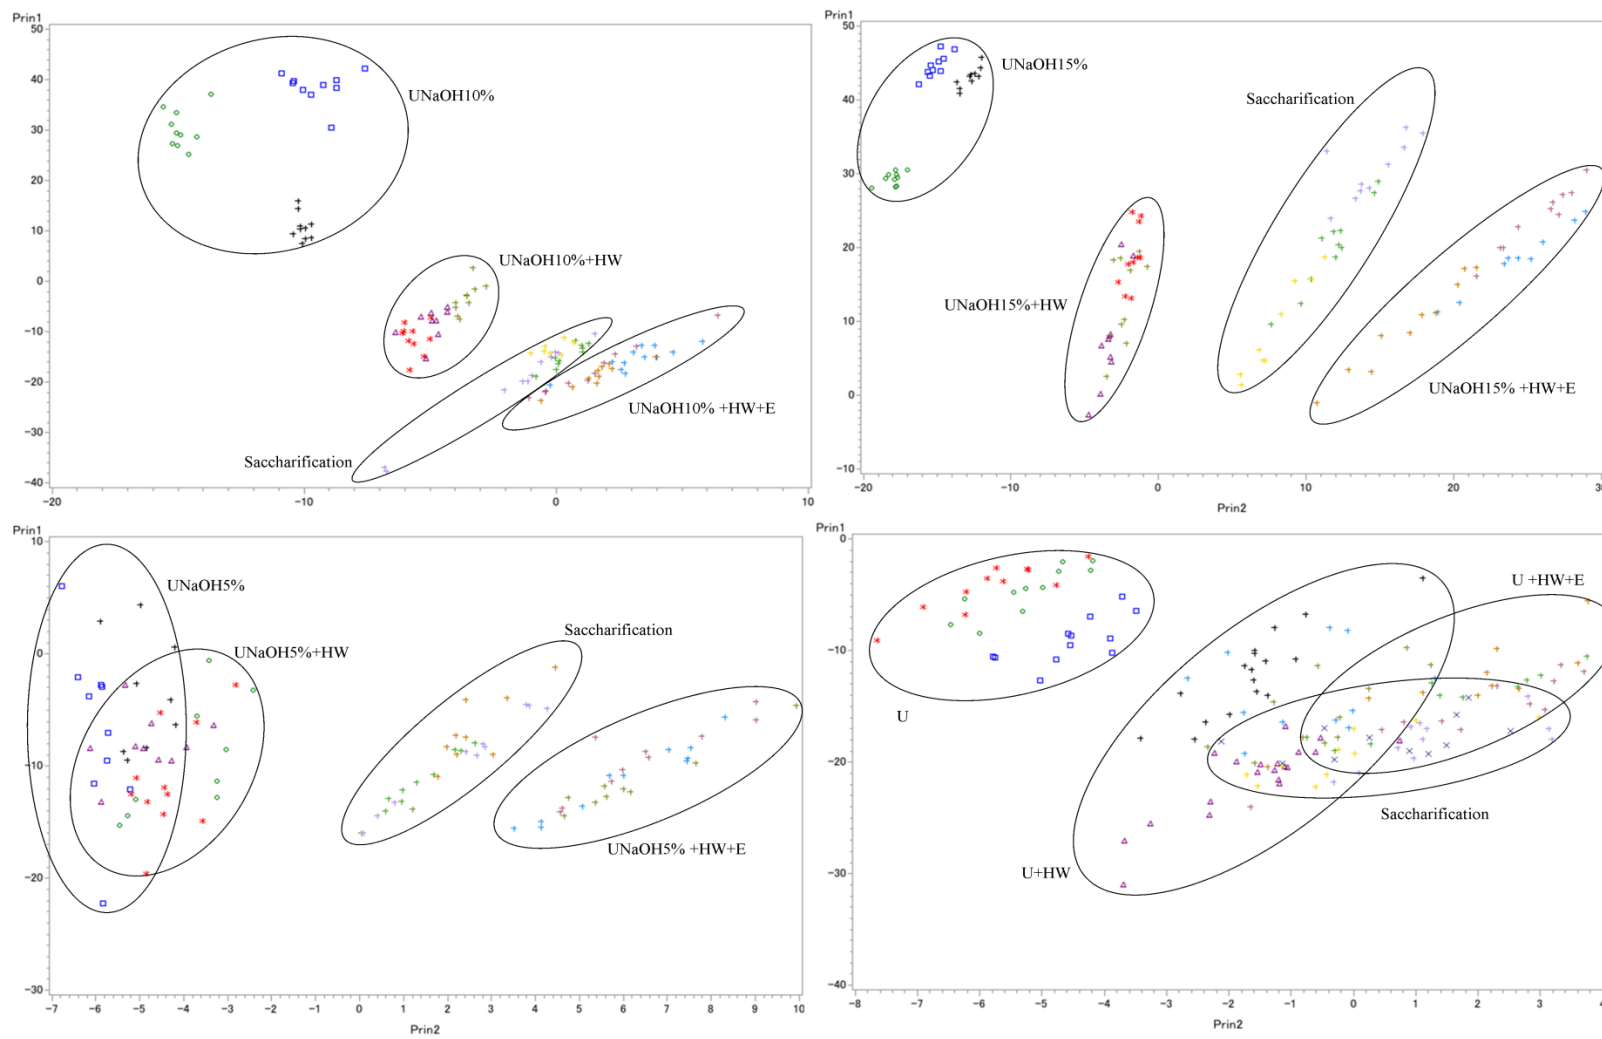 Prin1
50
40
30
20
10
0
−10
−20
−30
−40
−20
−10
0
10
UNaOH10%
UNaOH10%+HW
UNaOH10% +HW+E
Saccharification
Prin1
50
40
30
20
10
0
−10
−20
−10
0
10
20
30
Prin2
UNaOH15%
Saccharification
UNaOH15%+HW
UNaOH15% +HW+E
Prin1
10
0
−10
−20
−30
−7
−6
−5
−4
−3
−2
−1
0
1
2
3
4
5
6
7
8
9
10
Prin2
UNaOH5%
UNaOH5%+HW
Saccharification
UNaOH5% +HW+E
Prin1
0
−10
−20
−30
−40
−8
−7
−6
−5
−4
−3
−2
−1
0
1
2
3
4
Prin2
U +HW+E
U
Saccharification
U+HW